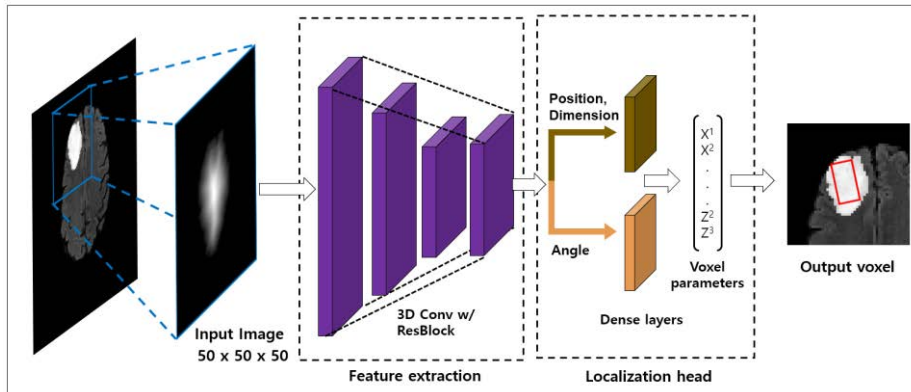 Input Image
50 x 50 x 50
3D Conv w/
ResBlock
Feature extraction
Position,
Dimension
Angle
Dense layers
X1
X2
.
.
.
Z2
Z3
Voxel
parameters
Localization head
Output voxel